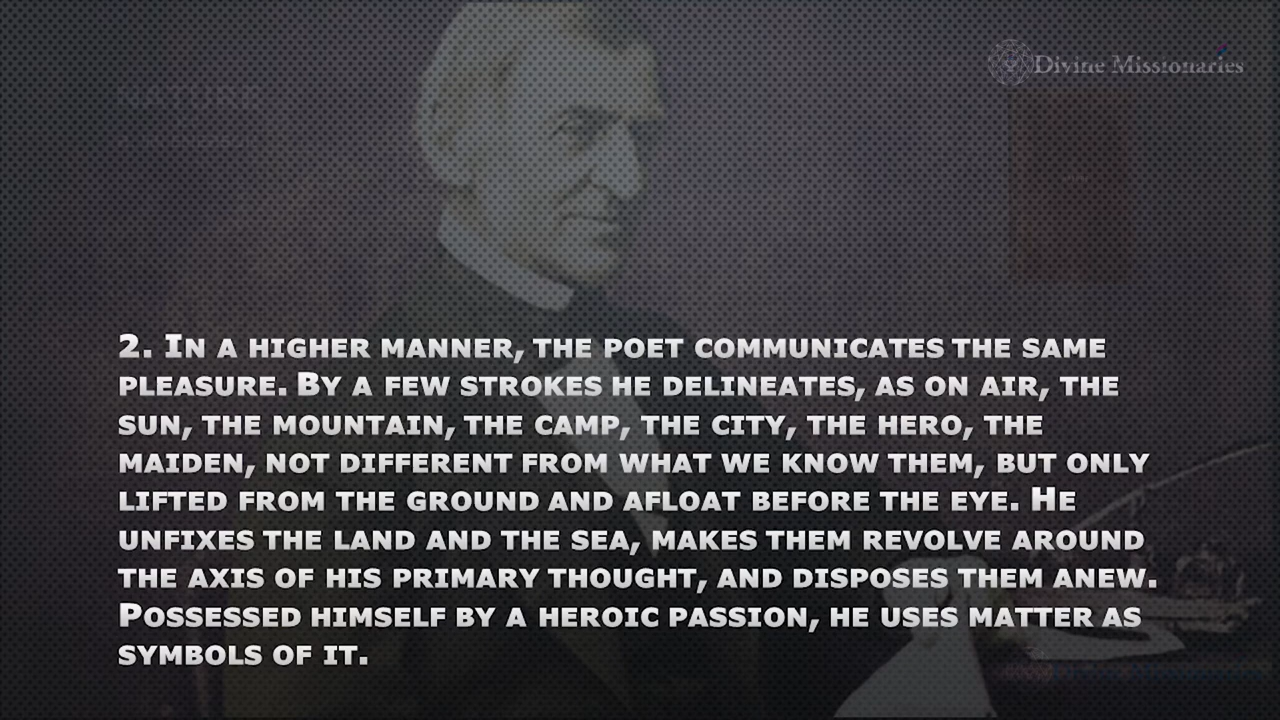 Divine Missionaries
NATURE
2. In a higher manner, the poet communicates the same
pleasure. By a few strokes he delineates, as on air, the
sun, the mountain, the camp, the city, the hero, the
maiden, not different from what we know them, but only
lifted from the ground and afloat before the eye. He
unfixes the land and the sea, makes them revolve around
the axis of his primary thought, and disposes them anew.
Possessed himself by a heroic passion, he uses matter as
symbols of it.